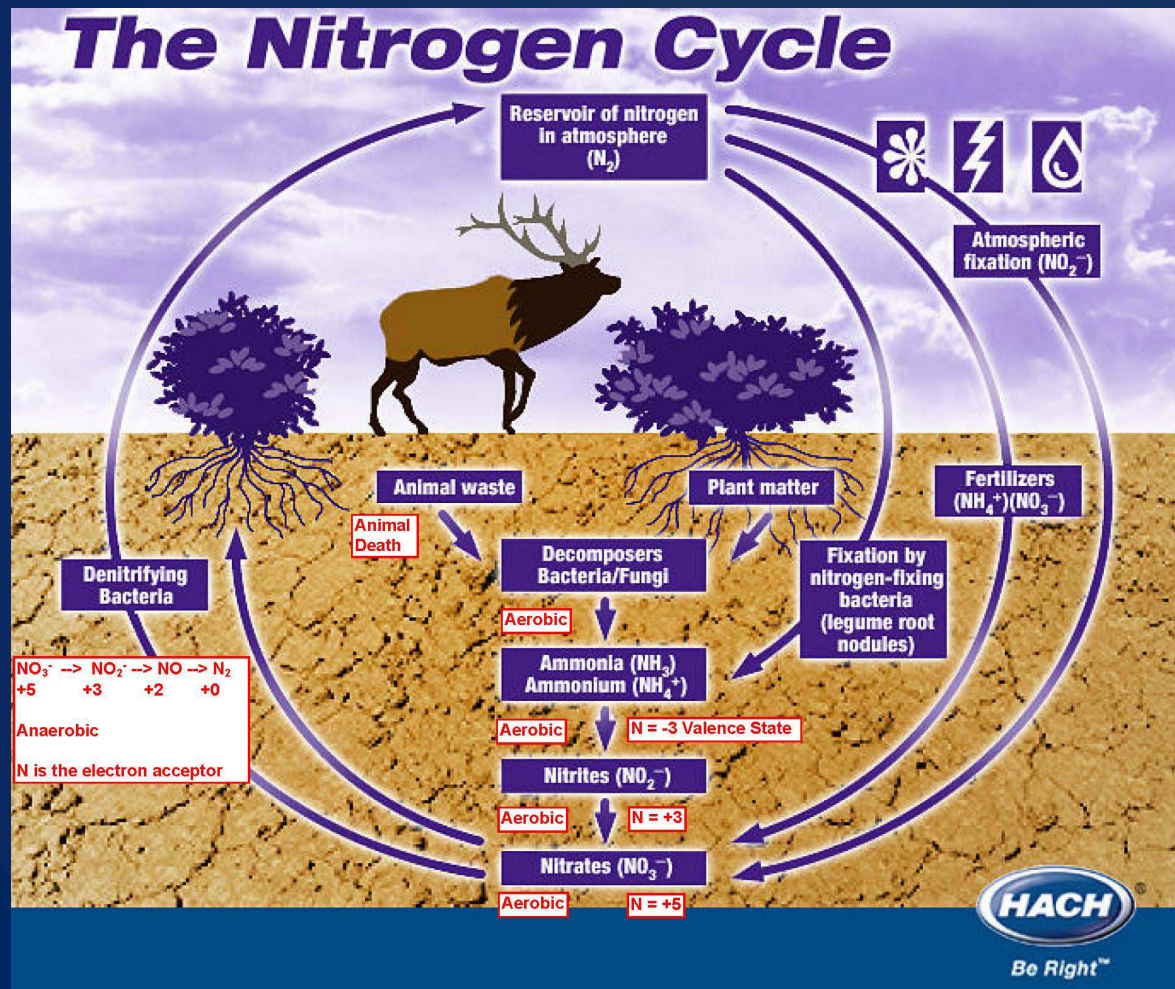 The Nitrogen Cycle
Reservoir of nitrogen
in atmosphere
(N₂)
Atmospheric
fixation (NO₂⁻)
Animal waste
Plant matter
Fertilizers
(NH₄⁺)(NO₃⁻)
Animal
Death
Decomposers
Bacteria/Fungi
Fixation by
nitrogen-fixing
bacteria
(legume root
nodules)
Denitrifying
Bacteria
Aerobic
Ammonia (NH₃)
Ammonium (NH₄⁺)
NO₃⁻ --> NO₂⁻ --> NO --> N₂
+5 +3 +2 +0
Anaerobic
N is the electron acceptor
Aerobic
N = -3 Valence State
Nitrites (NO₂⁻)
Aerobic
N = +3
Nitrates (NO₃⁻)
Aerobic
N = +5
HACH®
Be Right™